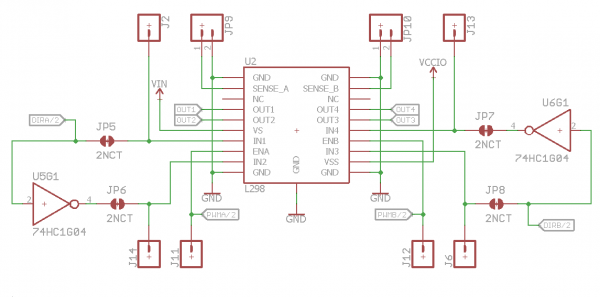 J2
JP9
JP10
J13
1
2
1
2
U2
VIN
VCCIO
GND
SENSE_A
NC
OUT1
OUT2
VS
IN1
ENA
IN2
GND
GND
SENSE_B
NC
OUT4
OUT3
IN4
ENB
IN3
VSS
GND
GND
L298
OUT1
OUT2
OUT4
OUT3
DIRA/2
JP5
2NCT
JP7
2NCT
U6G1
4
2
74HC1G04
U5G1
2
4
74HC1G04
JP6
2NCT
JP8
2NCT
GND
GND
GND
PWMA/2
PWMB/2
DIRB/2
J14
J11
J12
J6